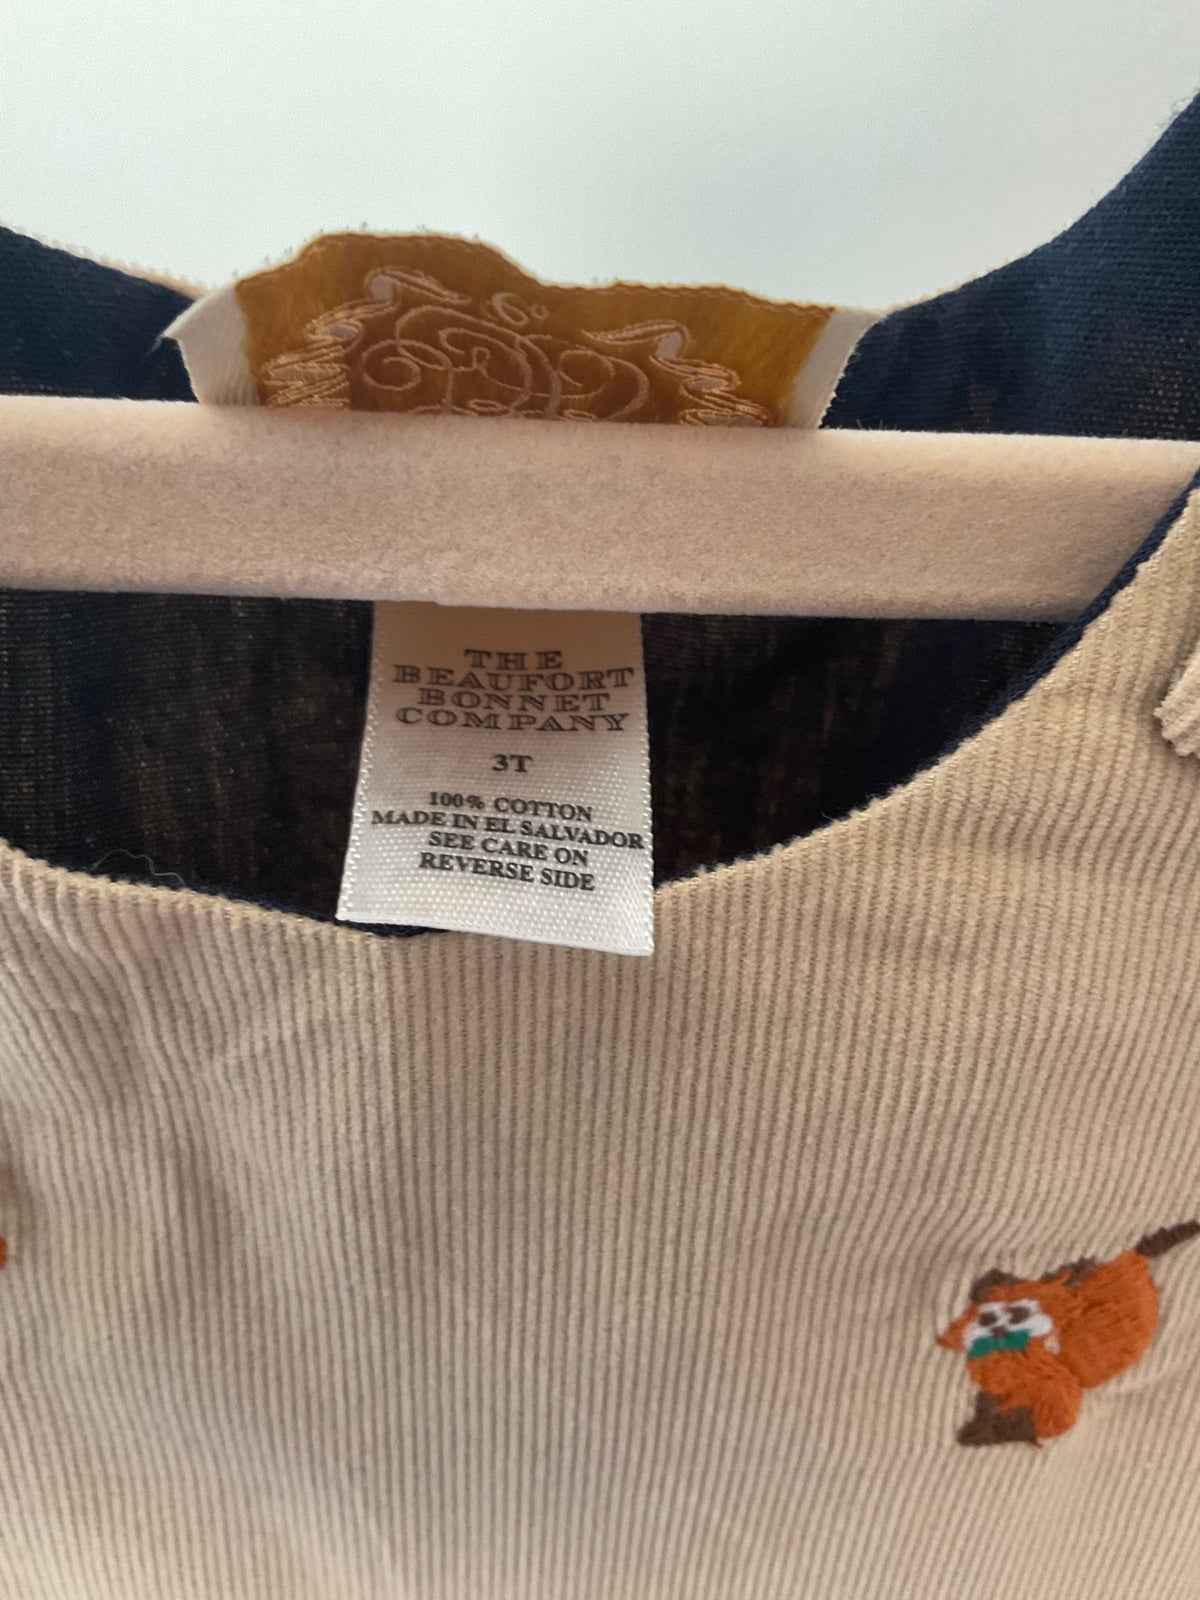 THE
BEAUFORT
BONNET
COMPANY
3T
100% COTTON
MADE IN EL SALVADOR
SEE CARE ON
REVERSE SIDE